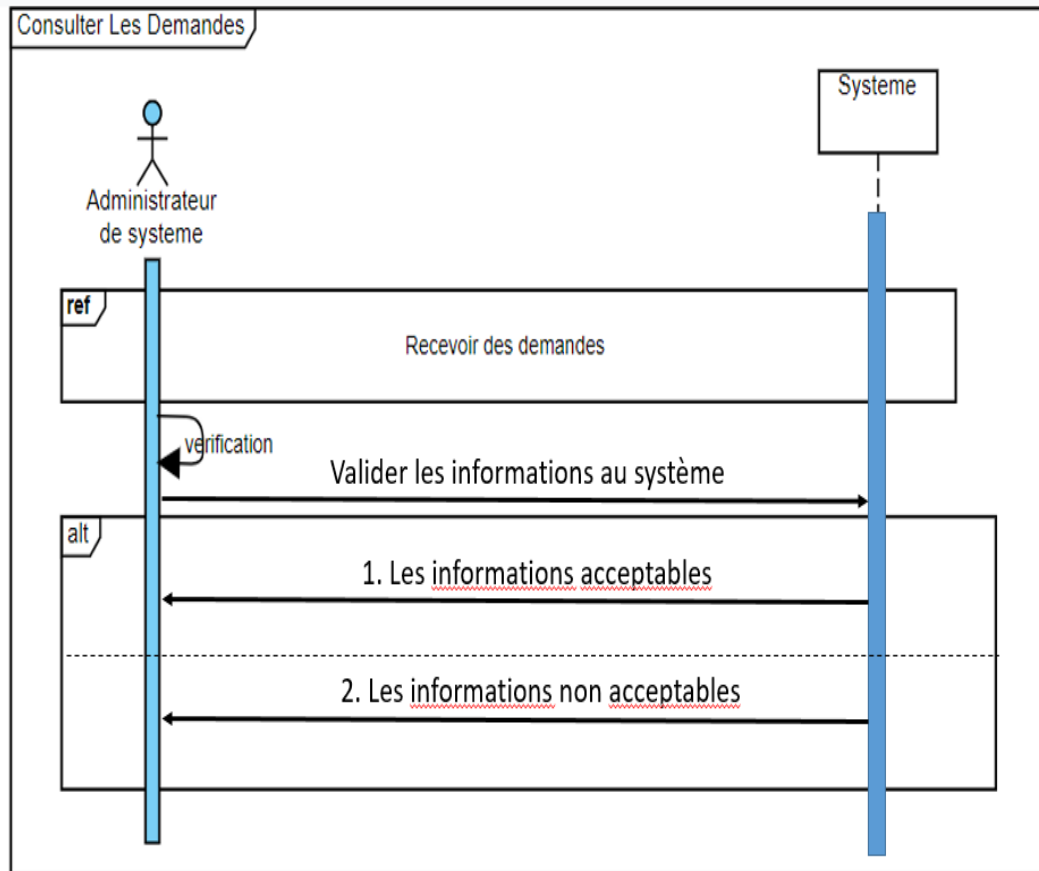 Consulter Les Demandes
Systeme
Administrateur
de systeme
ref
Recevoir des demandes
verification
Valider les informations au système
alt
1. Les informations acceptables
2. Les informations non acceptables